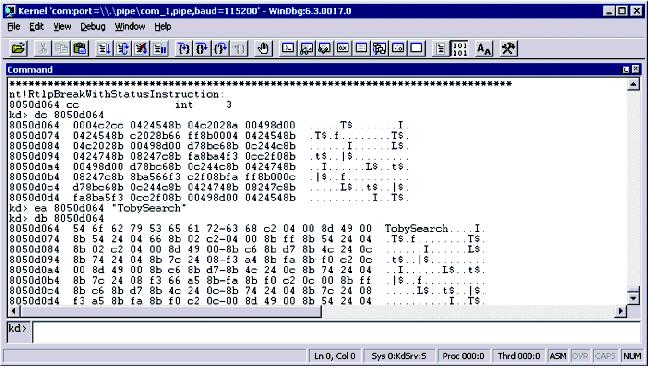 Kernel 'com:port=\\.\pipe\com_1,pipe,baud=115200' - WinDbg:6.3.0017.0
File Edit View Debug Window Help
Command
*******************************************************************************
nt!RtlpBreakWithStatusInstruction:
8050d064 cc int 3
kd> dc 8050d064
8050d064 0004c2cc 0424548b 04c2028a 00498d00 .....T$.......I.
8050d074 0424548b c2028b66 ff8b0004 0424548b .T$.f........T$.
8050d084 04c2028b 00498d00 d78bc68b 0c244c8b ......I......L$.
8050d094 0424748b 08247c8b fa8ba4f3 0cc2f08b .t$..|$.........
8050d0a4 00498d00 d78bc68b 0c244c8b 0424748b ..I......L$..t$.
8050d0b4 08247c8b 8ba566f3 c2f08bfa ff8b000c .|$..f..........
8050d0c4 d78bc68b 0c244c8b 0424748b 08247c8b .....L$..t$..|$.
8050d0d4 fa8ba5f3 0cc2f08b 00498d00 0424548b ..........I..T$.
kd> ea 8050d064 "TobySearch"
kd> db 8050d064
8050d064 54 6f 62 79 53 65 61 72-63 68 c2 04 00 8d 49 00 TobySearch....I.
8050d074 8b 54 24 04 66 8b 02 c2-04 00 8b ff 8b 54 24 04 .T$.f........T$.
8050d084 8b 02 c2 04 00 8d 49 00-8b c6 8b d7 8b 4c 24 0c ......I......L$.
8050d094 8b 74 24 04 8b 7c 24 08-f3 a4 8b fa 8b f0 c2 0c .t$..|$.........
8050d0a4 00 8d 49 00 8b c6 8b d7-8b 4c 24 0c 8b 74 24 04 ..I......L$..t$.
8050d0b4 8b 7c 24 08 f3 66 a5 8b-fa 8b f0 c2 0c 00 8b ff .|$..f..........
8050d0c4 8b c6 8b d7 8b 4c 24 0c-8b 74 24 04 8b 7c 24 08 .....L$..t$..|$.
8050d0d4 f3 a5 8b fa 8b f0 c2 0c-00 8d 49 00 8b 54 24 04 ..........I..T$.
kd>
Ln 0, Col 0 Sys 0:KdSrv:S Proc 000:0 Thrd 000:0 ASM OVR CAPS NUM